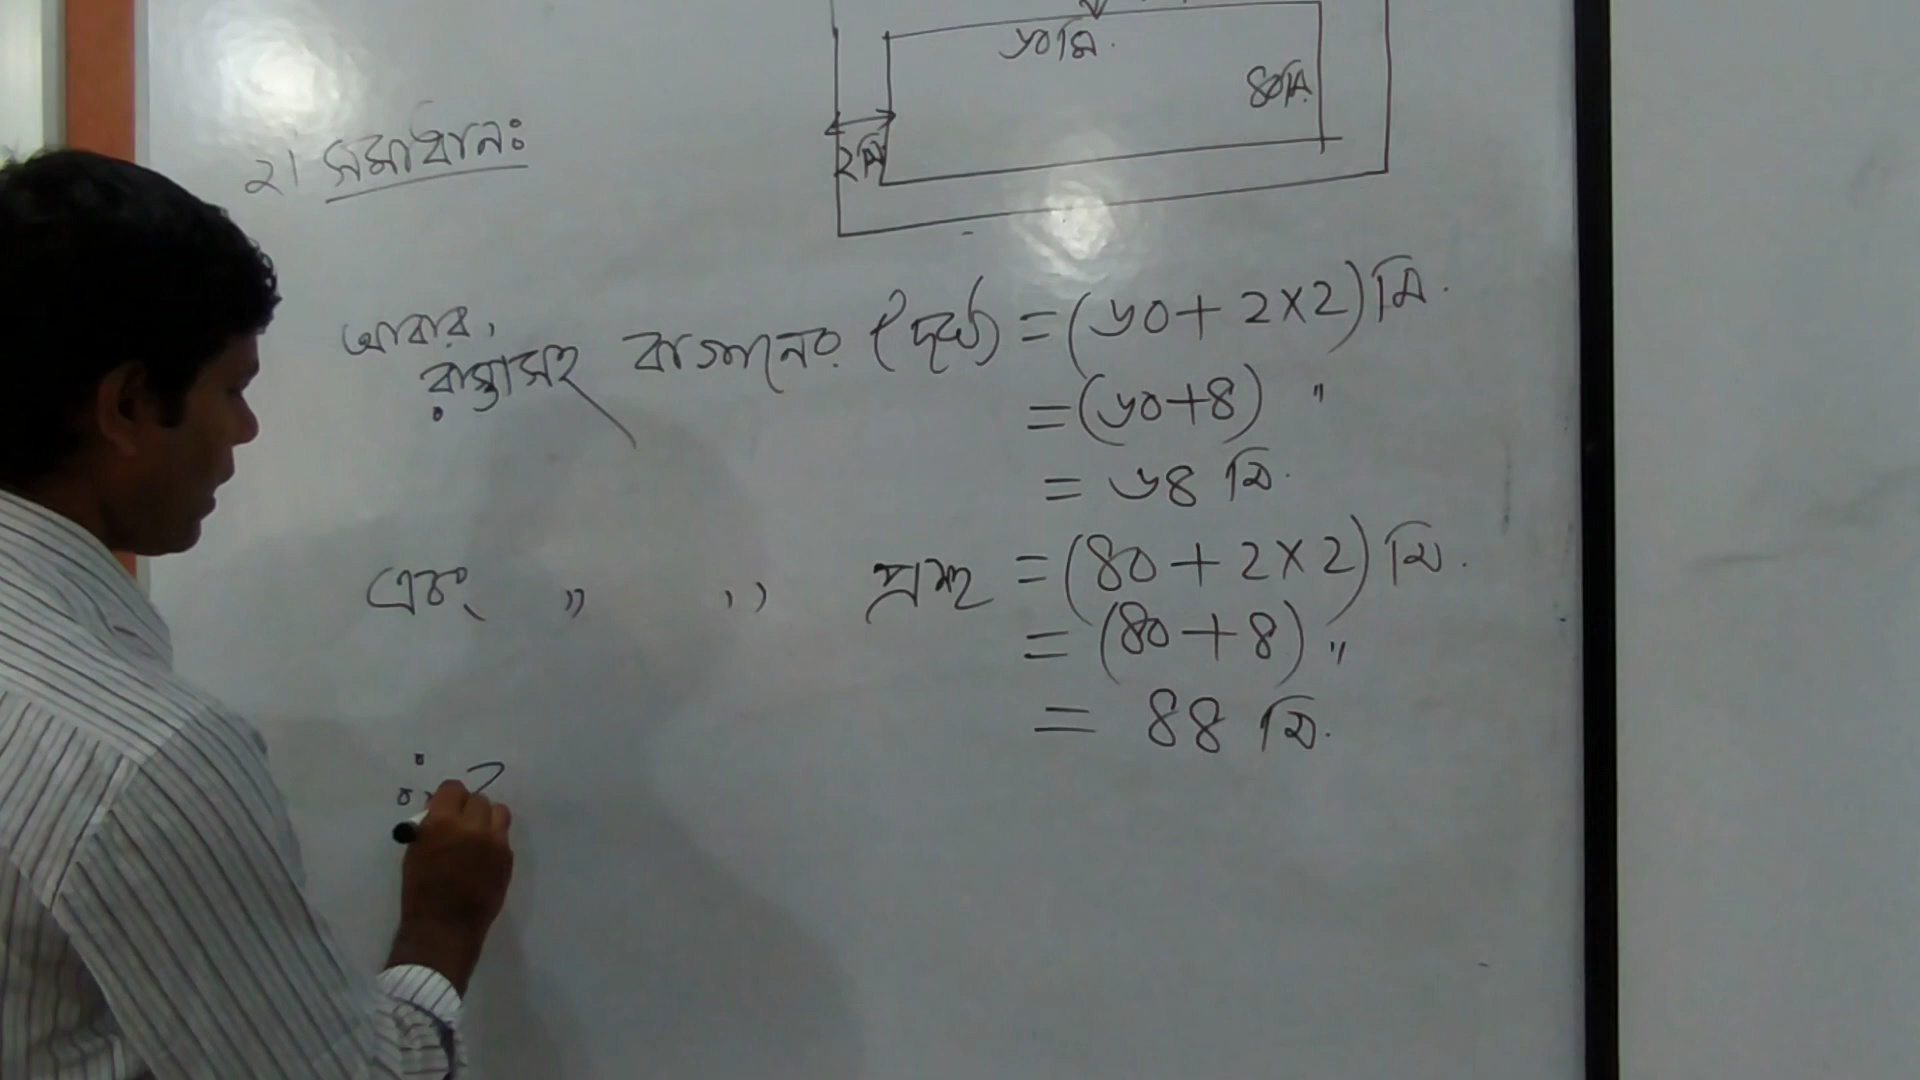 ৬০মি.
৪০মি.
২মি
২। সমাধানঃ
আবার,
রাস্তাসহ বাগানের দৈর্ঘ্য = (৬০+ ২×২) মি.
= (৬০+৪) "
= ৬৪ মি.
এবং " " প্রস্থ = (৪০ + ২×২) মি.
= (৪০ + ৪) "
= ৪৪ মি.